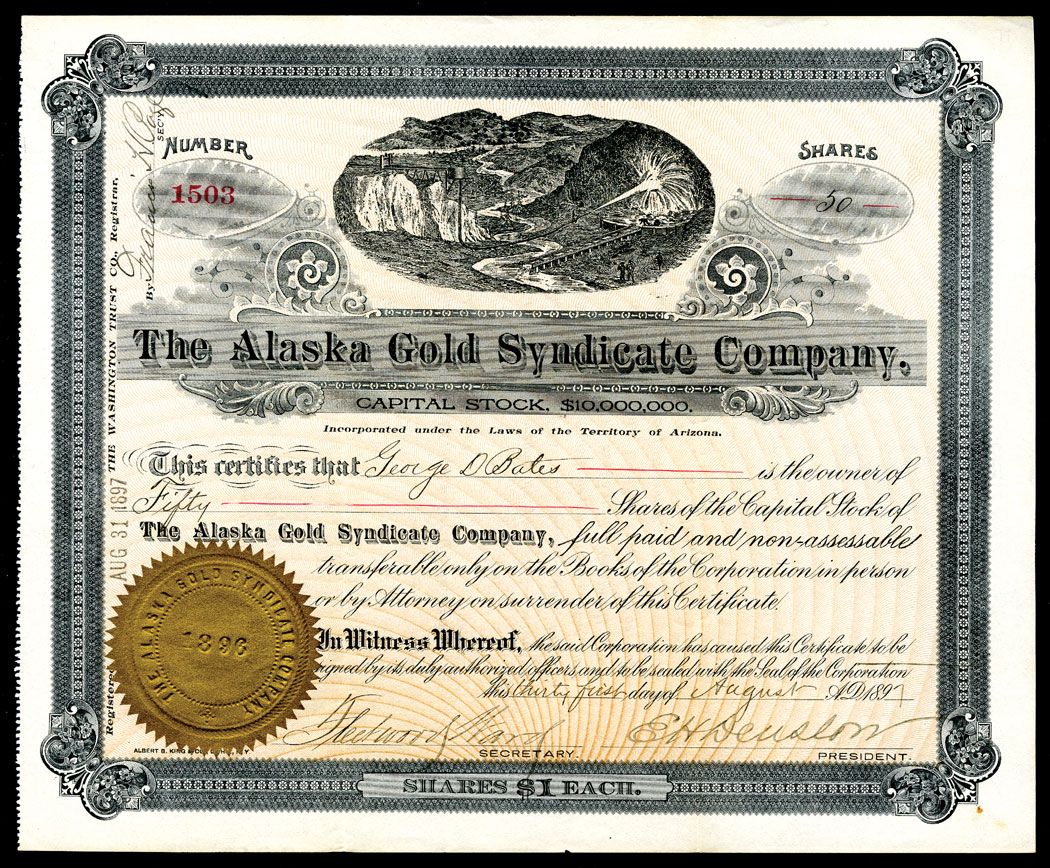 NUMBER
1503
SHARES
50
The Alaska Gold Syndicate Company.
CAPITAL STOCK, $10,000,000.
Incorporated under the Laws of the Territory of Arizona.
This certifies that George D Bates is the owner of
Fifty Shares of the Capital Stock of
The Alaska Gold Syndicate Company, full paid and non-assessable
transferable only on the Books of the Corporation in person
or by Attorney on surrender of this Certificate.
In Witness Whereof, the said Corporation has caused this Certificate to be
signed by its duly authorized officers and to be sealed with the Seal of the Corporation
this thirty first day of August A.D. 1897
SECRETARY.
E H Denston
PRESIDENT.
SHARES $1 EACH.
THE ALASKA GOLD SYNDICATE COMPANY
1896
ALBERT B. KING & CO.
Registered
AUG 31 1897
THE WASHINGTON TRUST CO. Registrar.
By
SEC'Y